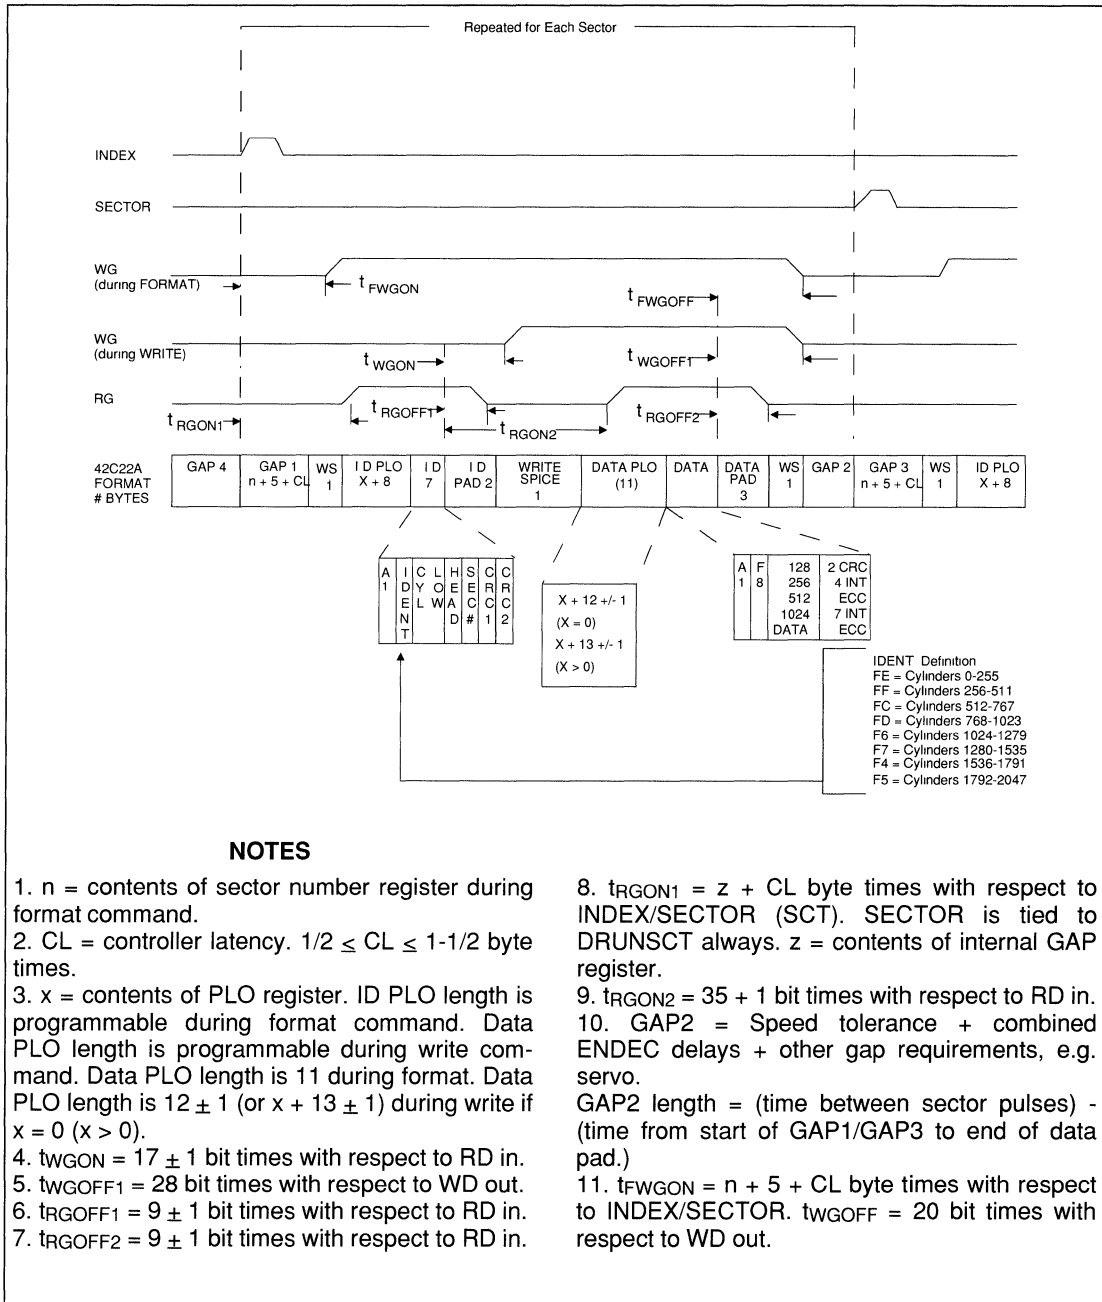 Repeated for Each Sector
INDEX
SECTOR
WG
(during FORMAT)
t FWGON
t FWGOFF
WG
(during WRITE)
t WGON
t WGOFF1
RG
t RGON1
t RGOFF1
t RGON2
t RGOFF2
42C22A
FORMAT
# BYTES
GAP 4
GAP 1
n + 5 + CL
WS
1
ID PLO
X + 8
ID
7
ID
PAD 2
WRITE
SPICE
1
DATA PLO
(11)
DATA
DATA
PAD
3
WS
1
GAP 2
GAP 3
n + 5 + CL
WS
1
ID PLO
X + 8
A1
IDENT
CYL
LOW
HEAD
SEC#
CRC1
CRC2
X + 12 +/- 1
(X = 0)
X + 13 +/- 1
(X > 0)
A1
F8
128
256
512
1024
DATA
2 CRC
4 INT
ECC
7 INT
ECC
IDENT Definition
FE = Cylinders 0-255
FF = Cylinders 256-511
FC = Cylinders 512-767
FD = Cylinders 768-1023
F6 = Cylinders 1024-1279
F7 = Cylinders 1280-1535
F4 = Cylinders 1536-1791
F5 = Cylinders 1792-2047
NOTES
1. n = contents of sector number register during
format command.
2. CL = controller latency. 1/2 ≤ CL ≤ 1-1/2 byte
times.
3. x = contents of PLO register. ID PLO length is
programmable during format command. Data
PLO length is programmable during write com-
mand. Data PLO length is 11 during format. Data
PLO length is 12 ± 1 (or x + 13 ± 1) during write if
x = 0 (x > 0).
4. tWGON = 17 ± 1 bit times with respect to RD in.
5. tWGOFF1 = 28 bit times with respect to WD out.
6. tRGOFF1 = 9 ± 1 bit times with respect to RD in.
7. tRGOFF2 = 9 ± 1 bit times with respect to RD in.
8. tRGON1 = z + CL byte times with respect to
INDEX/SECTOR (SCT). SECTOR is tied to
DRUNSCT always. z = contents of internal GAP
register.
9. tRGON2 = 35 + 1 bit times with respect to RD in.
10. GAP2 = Speed tolerance + combined
ENDEC delays + other gap requirements, e.g.
servo.
GAP2 length = (time between sector pulses) -
(time from start of GAP1/GAP3 to end of data
pad.)
11. tFWGON = n + 5 + CL byte times with respect
to INDEX/SECTOR. tWGOFF = 20 bit times with
respect to WD out.